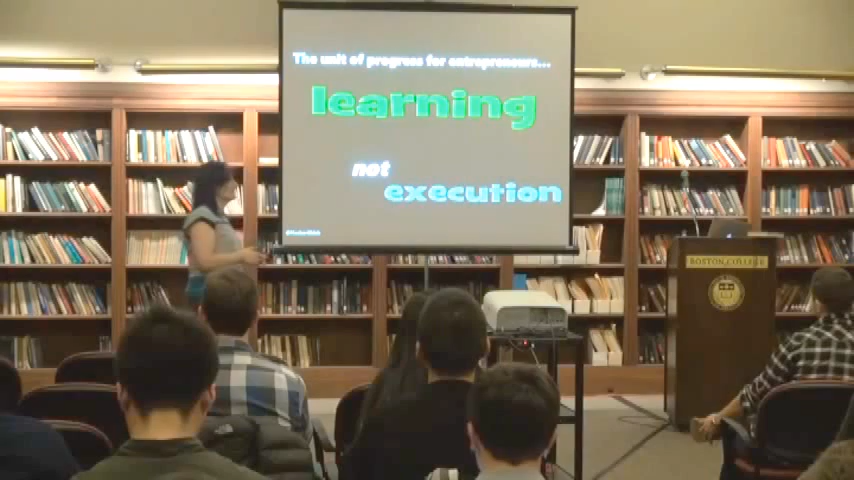 The unit of progress for entrepreneurs...
learning
not
execution
BOSTON COLLEGE